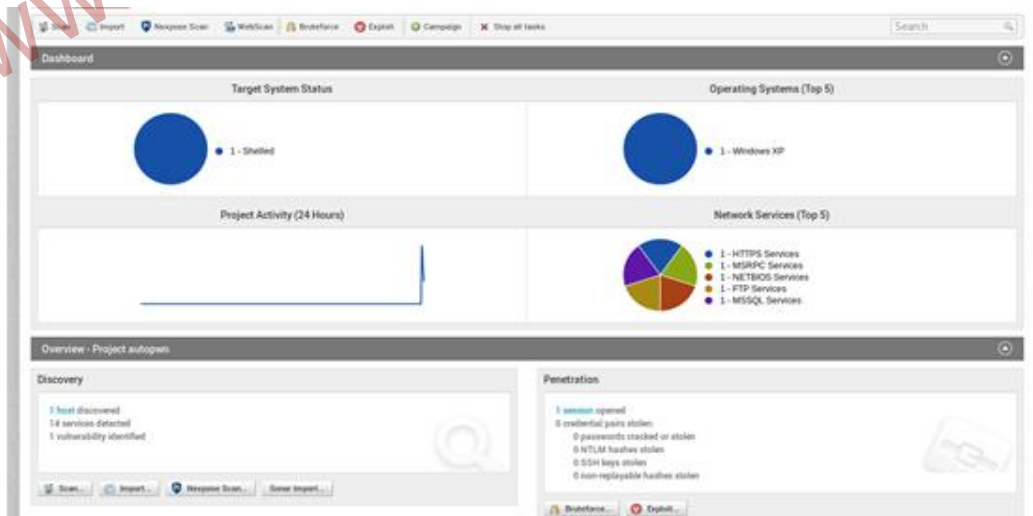 WW
Scan Import Nexpose Scan WebScan Bruteforce Exploit Campaign Stop all tasks Search
Dashboard
Target System Status Operating Systems (Top 5)
1 - Shelled 1 - Windows XP
Project Activity (24 Hours) Network Services (Top 5)
1 - HTTPS Services
1 - MSRPC Services
1 - NETBIOS Services
1 - FTP Services
1 - MSSQL Services
Overview - Project autopwn
Discovery
1 host discovered
14 services detected
1 vulnerability identified
Scan... Import... Nexpose Scan... Sonar Import...
Penetration
1 session opened
0 credential pairs stolen
0 passwords cracked or stolen
0 NTLM hashes stolen
0 SSH keys stolen
0 non-replayable hashes stolen
Bruteforce... Exploit...